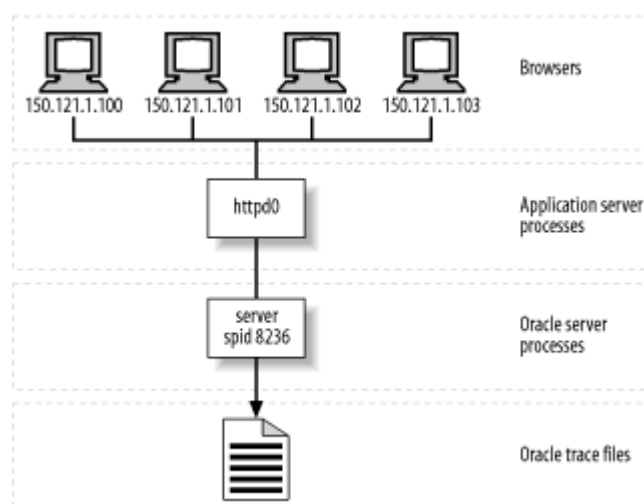 Browsers
150.121.1.100 150.121.1.101 150.121.1.102 150.121.1.103
httpd0
Application server
processes
server
spid 8236
Oracle server
processes
Oracle trace files